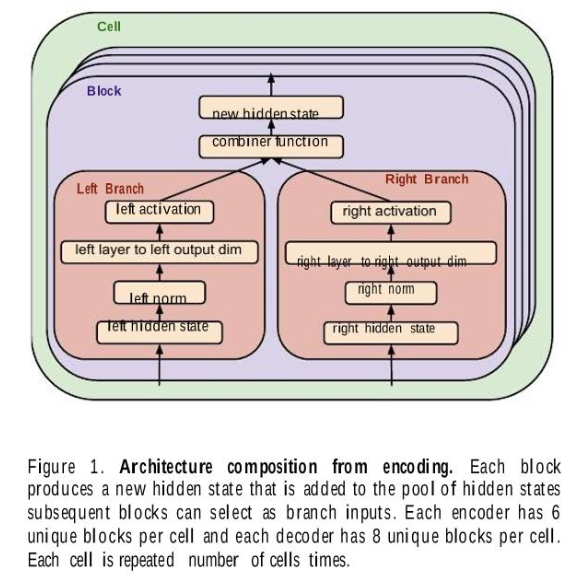 Cell
Block
new hidden state
combiner function
Left Branch
Right Branch
left activation
right activation
left layer to left output dim
right layer to right output dim
left norm
right norm
left hidden state
right hidden state
Figure 1. Architecture composition from encoding. Each block
produces a new hidden state that is added to the pool of hidden states
subsequent blocks can select as branch inputs. Each encoder has 6
unique blocks per cell and each decoder has 8 unique blocks per cell.
Each cell is repeated number of cells times.